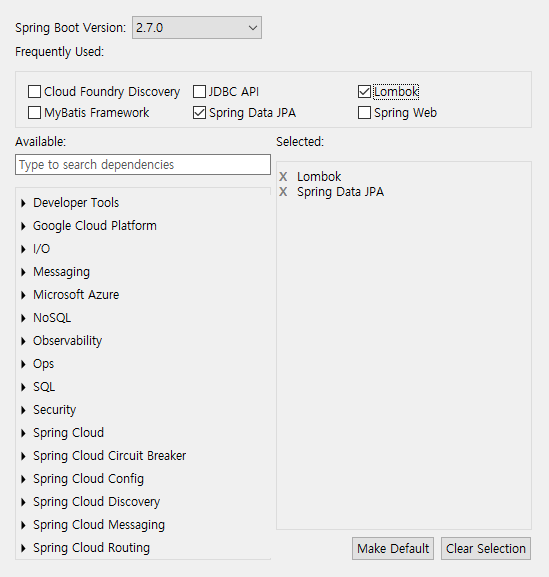 Spring Boot Version: 2.7.0
Frequently Used:
Cloud Foundry Discovery JDBC API Lombok
MyBatis Framework Spring Data JPA Spring Web
Available: Selected:
Type to search dependencies
X Lombok
X Spring Data JPA
Developer Tools
Google Cloud Platform
I/O
Messaging
Microsoft Azure
NoSQL
Observability
Ops
SQL
Security
Spring Cloud
Spring Cloud Circuit Breaker
Spring Cloud Config
Spring Cloud Discovery
Spring Cloud Messaging
Spring Cloud Routing
Make Default Clear Selection